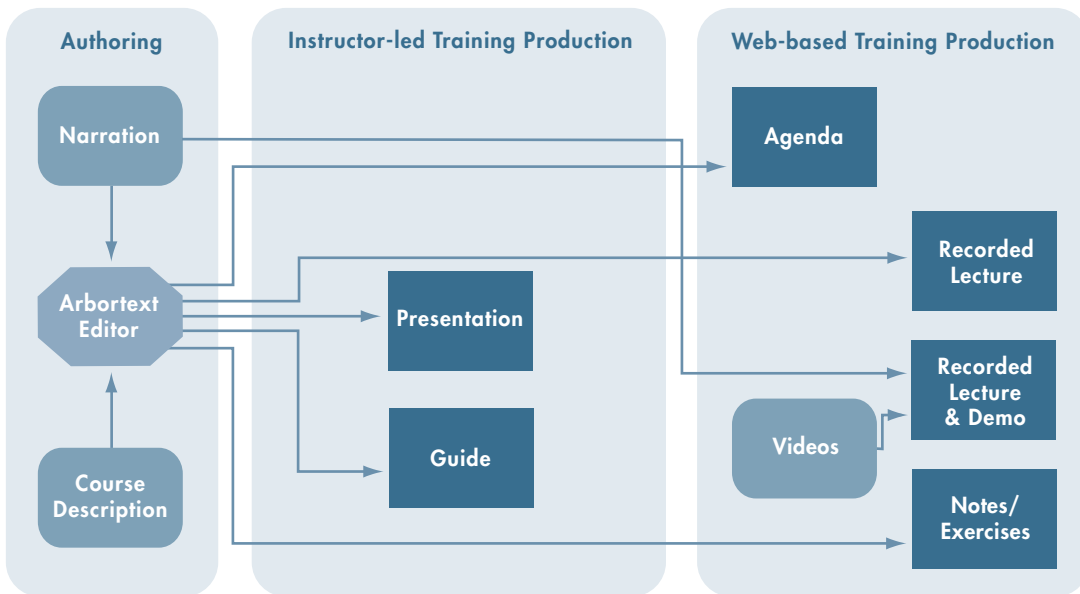 Authoring
Instructor-led Training Production
Web-based Training Production
Narration
Agenda
Recorded
Lecture
Arbortext
Editor
Presentation
Recorded
Lecture
& Demo
Videos
Guide
Course
Description
Notes/
Exercises